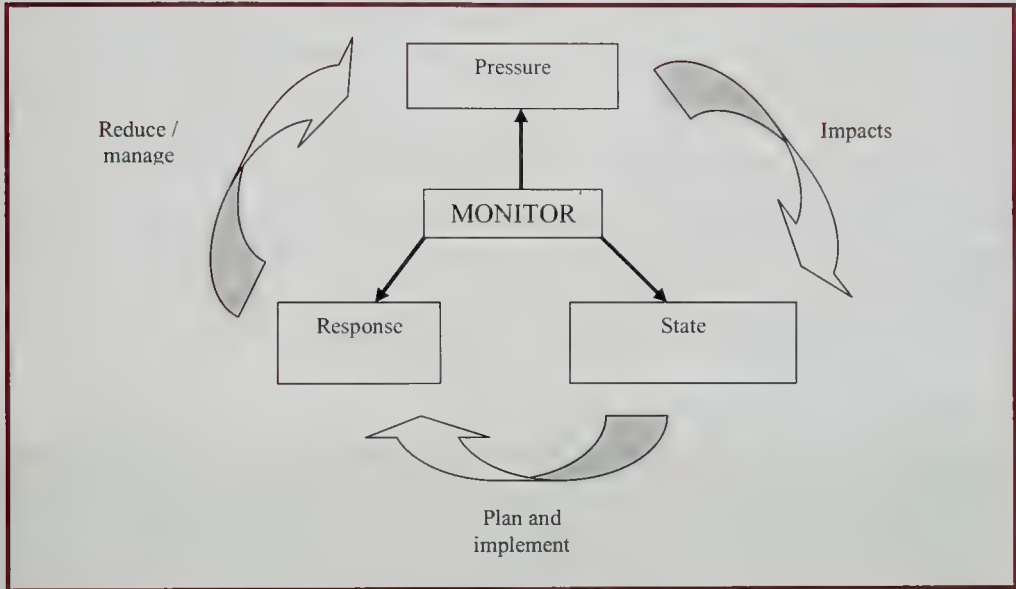 Pressure
Reduce /
manage
Impacts
MONITOR
Response
State
Plan and
implement